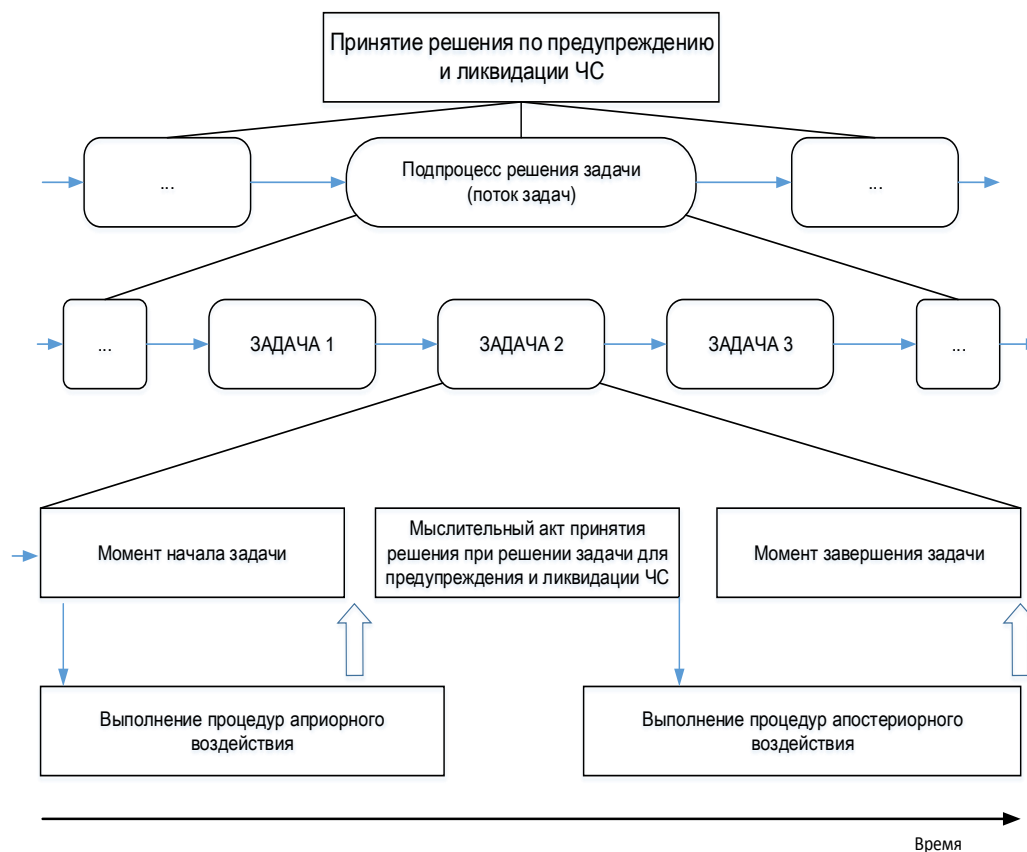 Принятие решения по предупреждению
и ликвидации ЧС
...
Подпроцесс решения задачи
(поток задач)
...
...
ЗАДАЧА 1
ЗАДАЧА 2
ЗАДАЧА 3
...
Момент начала задачи
Мыслительный акт принятия
решения при решении задачи для
предупреждения и ликвидации ЧС
Момент завершения задачи
Выполнение процедур априорного
воздействия
Выполнение процедур апостериорного
воздействия
Время